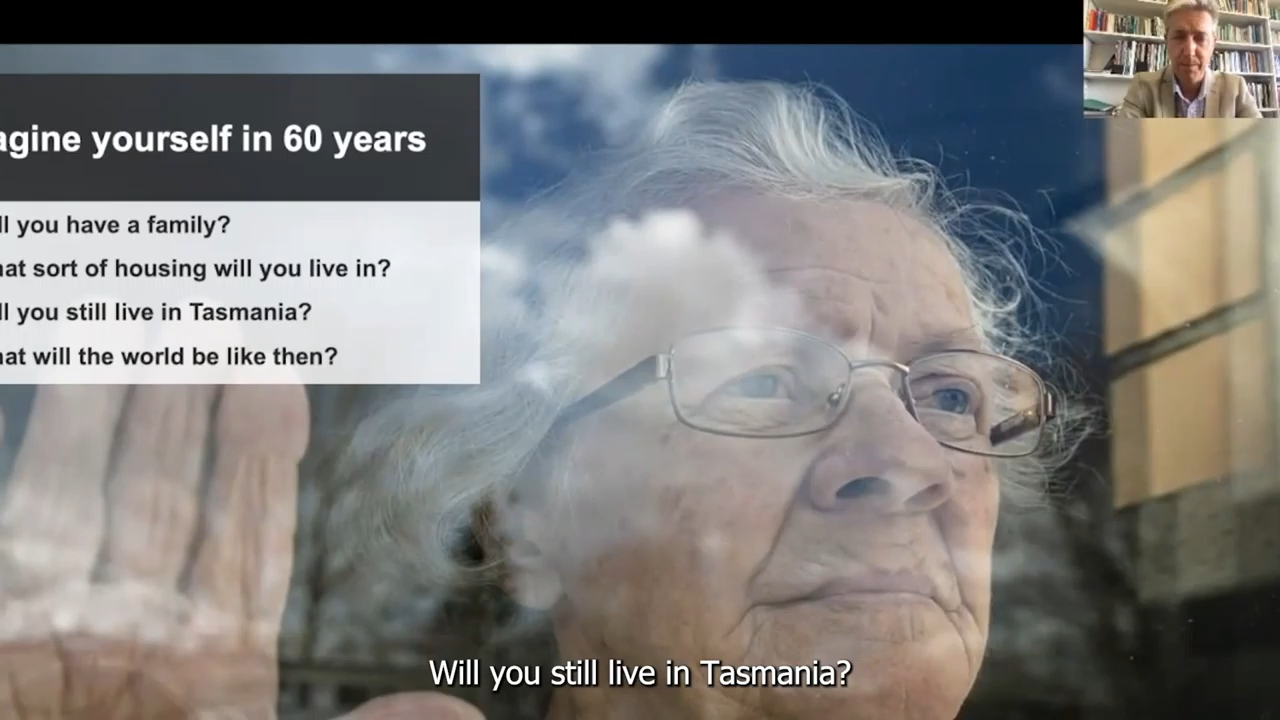 agine yourself in 60 years
ll you have a family?
hat sort of housing will you live in?
ll you still live in Tasmania?
hat will the world be like then?
Will you still live in Tasmania?